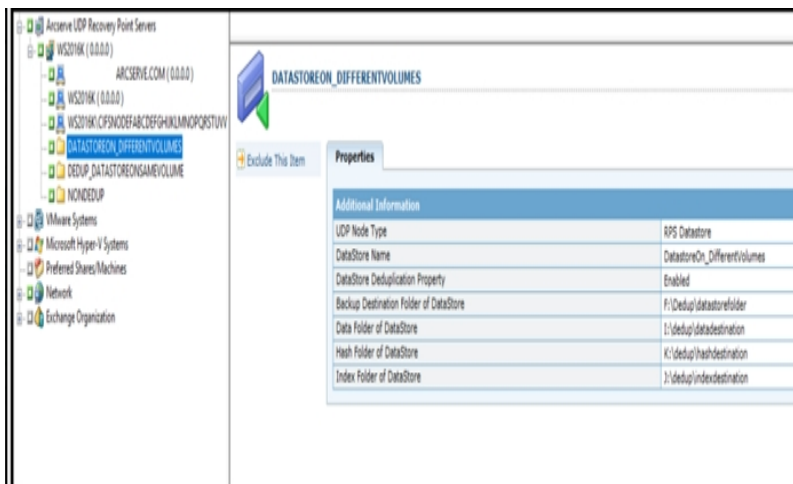 Arcserve UDP Recovery Point Servers
WS2016K (0.0.0.0)
ARCSERVE.COM (0.0.0.0)
WS2016K (0.0.0.0)
WS2016K\CIFSNODEFABCDEFGHIJKLMNOPQRSTUVV
DATASTOREON_DIFFERENTVOLUMES
DEDUP_DATASTOREONSAMEVOLUME
NONDEDUP
VMware Systems
Microsoft Hyper-V Systems
Preferred Shares/Machines
Network
Exchange Organization
DATASTOREON_DIFFERENTVOLUMES
Exclude This Item
Properties
Additional Information
UDP Node Type RPS Datastore
DataStore Name DatastoreOn_DifferentVolumes
DataStore Deduplication Property Enabled
Backup Destination Folder of DataStore F:\Dedup\datastorefolder
Data Folder of DataStore I:\dedup\datadestination
Hash Folder of DataStore K:\dedup\hashdestination
Index Folder of DataStore J:\dedup\indexdestination